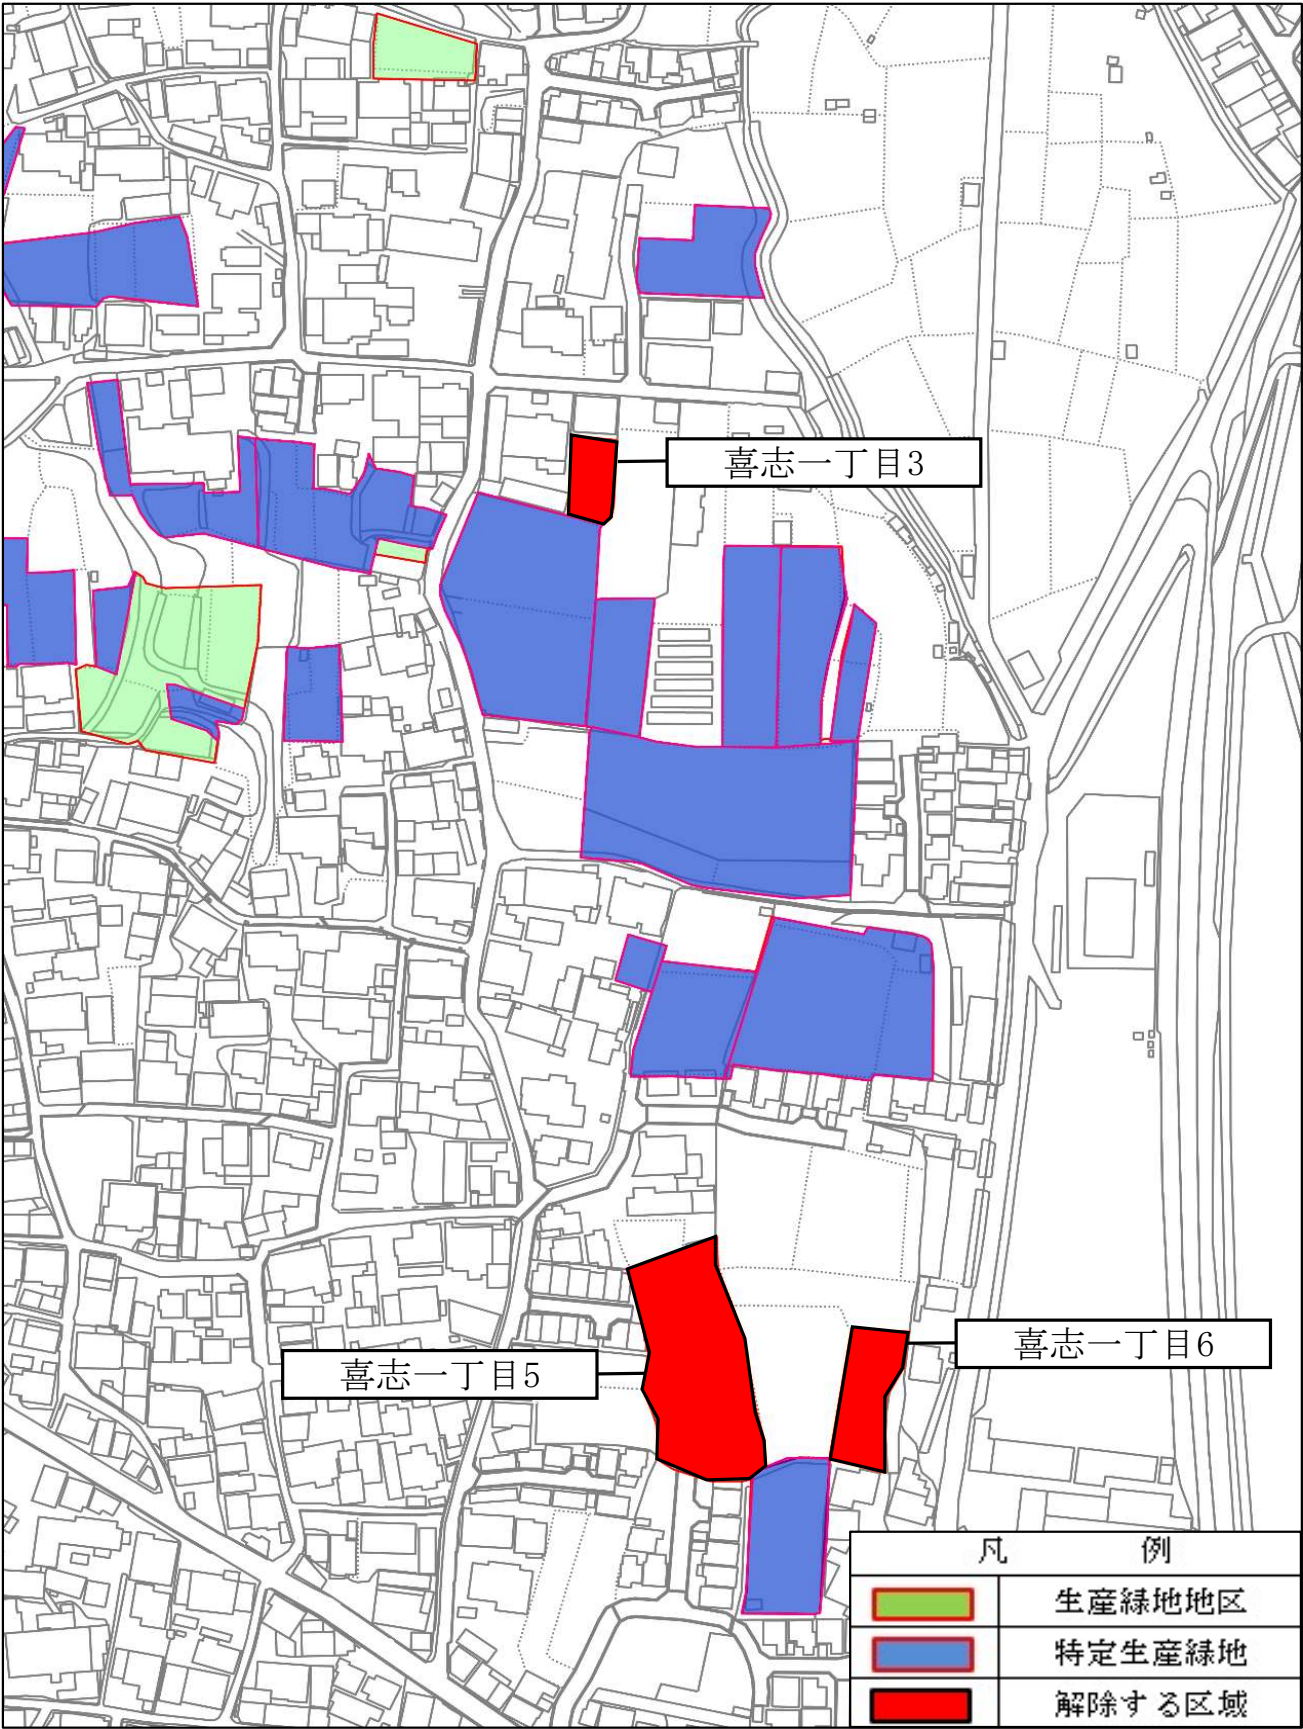 喜志一丁目3
喜志一丁目6
喜志一丁目5
凡 例
生産緑地地区
特定生産緑地
解除する区域